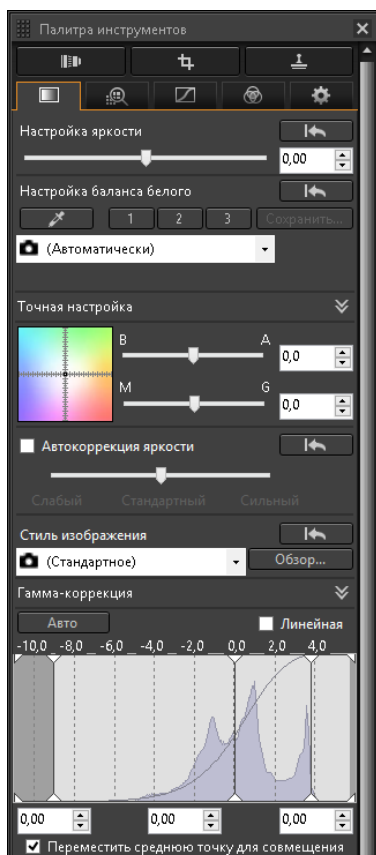 Палитра инструментов
Настройка яркости
0,00
Настройка баланса белого
1 2 3 Сохранить...
(Автоматически)
Точная настройка
B A
0,0
M G
0,0
Автокоррекция яркости
Слабый Стандартный Сильный
Стиль изображения
(Стандартное) Обзор...
Гамма-коррекция
Авто Линейная
-10,0 -8,0 -6,0 -4,0 -2,0 0,0 2,0 4,0
0,00 0,00 0,00
Переместить среднюю точку для совмещения